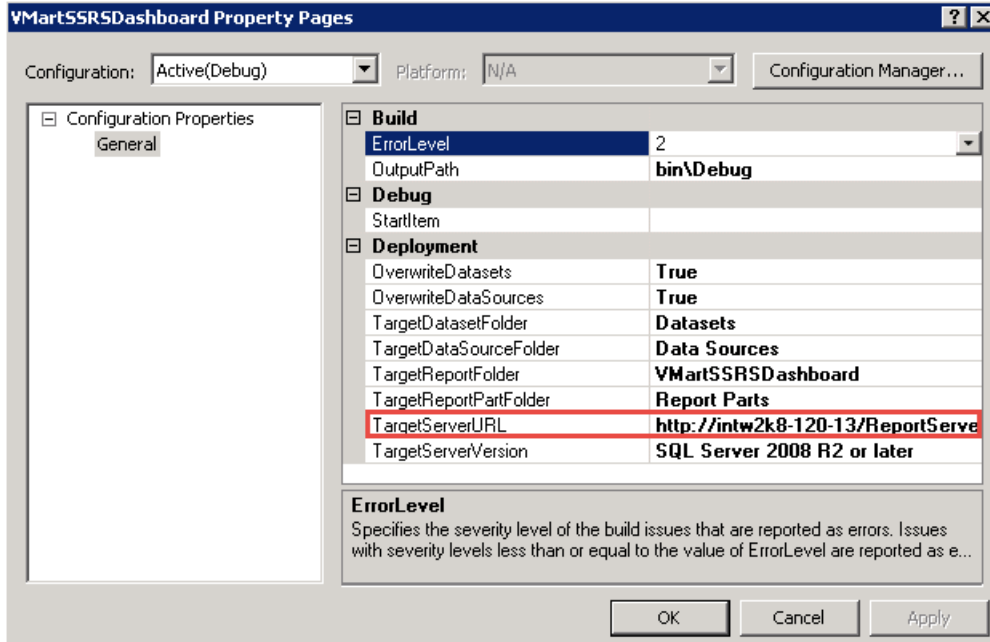 VMartSSRSDashboard Property Pages
Configuration: Active(Debug) Platform: N/A Configuration Manager...
Configuration Properties
General
Build
ErrorLevel 2
OutputPath bin\Debug
Debug
StartItem
Deployment
OverwriteDatasets True
OverwriteDataSources True
TargetDatasetFolder Datasets
TargetDataSourceFolder Data Sources
TargetReportFolder VMartSSRSDashboard
TargetReportPartFolder Report Parts
TargetServerURL http://intw2k8-120-13/ReportServe
TargetServerVersion SQL Server 2008 R2 or later
ErrorLevel
Specifies the severity level of the build issues that are reported as errors. Issues
with severity levels less than or equal to the value of ErrorLevel are reported as e...
OK Cancel Apply